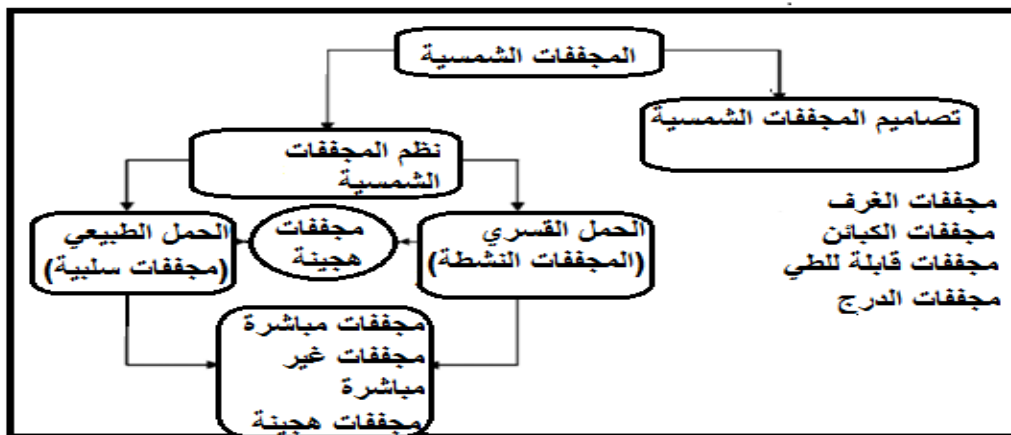 المجففات الشمسية
تصاميم المجففات الشمسية
نظم المجففات
الشمسية
مجففات الغرف
مجففات الكبائن
مجففات قابلة للطي
مجففات الدرج
الحمل القسري
(المجففات النشطة)
مجففات
هجينة
الحمل الطبيعي
(مجففات سلبية)
مجففات مباشرة
مجففات غير
مباشرة
مجففات هجينة